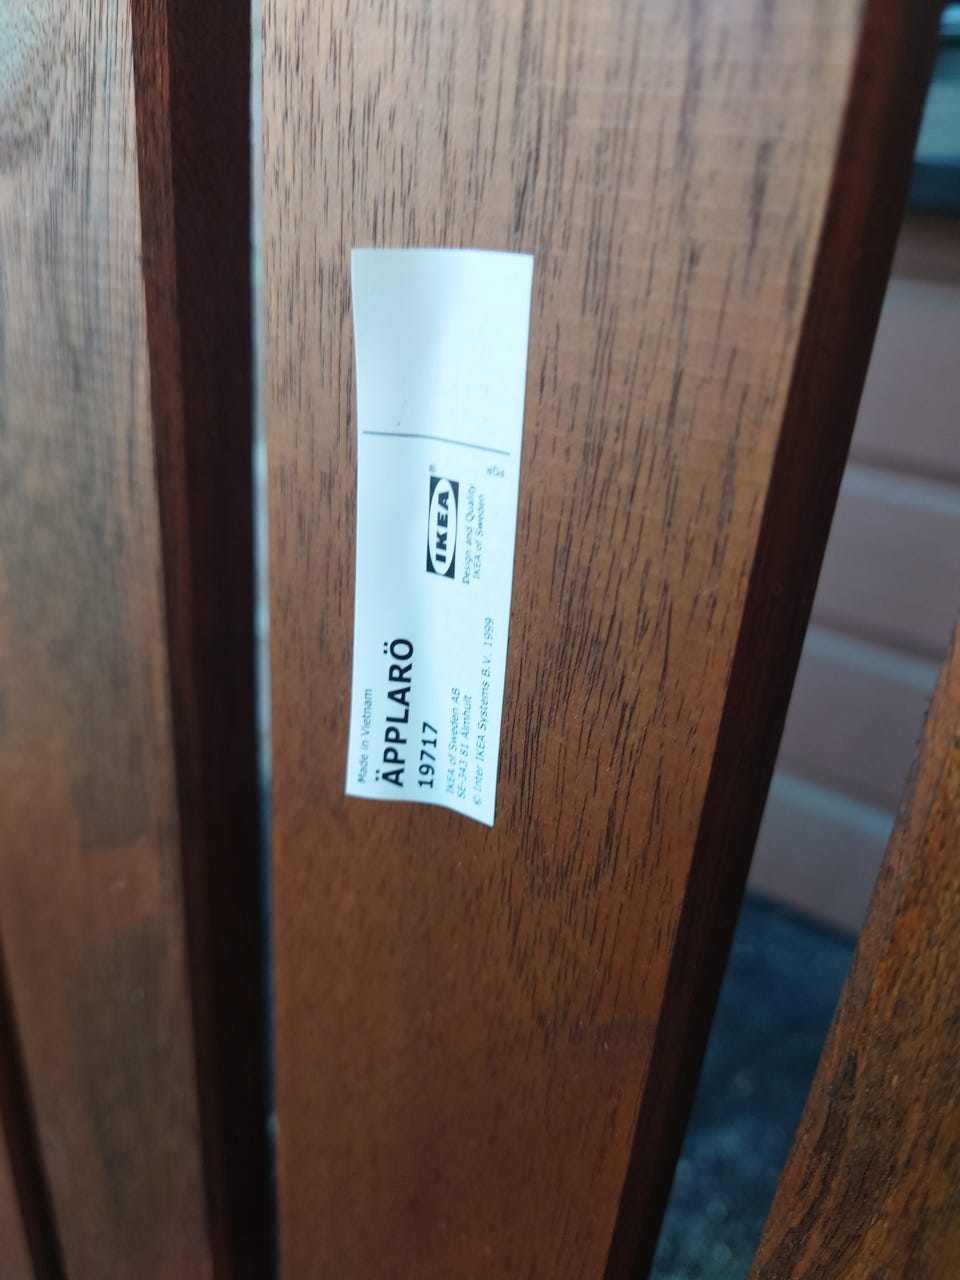 Made in Vietnam
ÄPPLARÖ
19717
IKEA of Sweden AB
SE-343 81 Älmhult
© Inter IKEA Systems B.V. 1999
IKEA®
Design and Quality
IKEA of Sweden